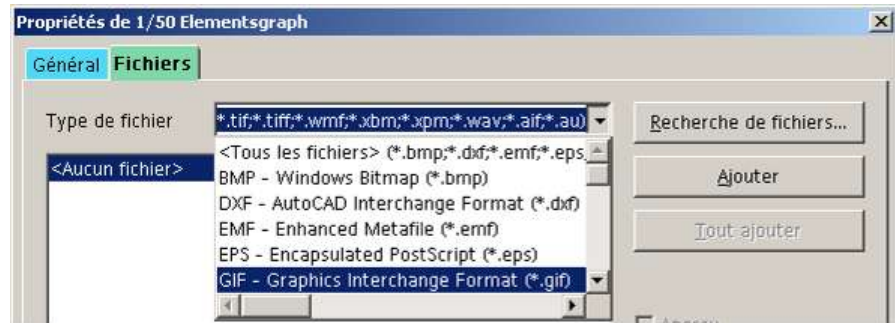 Propriétés de 1/50 Elementsgraph
Général Fichiers
Type de fichier
*.tif;*.tiff;*.wmf;*.xbm;*.xpm;*.wav;*.aif;*.au)
Recherche de fichiers...
<Aucun fichier>
<Tous les fichiers> (*.bmp;*.dxf;*.emf;*.eps
BMP - Windows Bitmap (*.bmp)
DXF - AutoCAD Interchange Format (*.dxf)
EMF - Enhanced Metafile (*.emf)
EPS - Encapsulated PostScript (*.eps)
GIF - Graphics Interchange Format (*.gif)
Ajouter
Tout ajouter